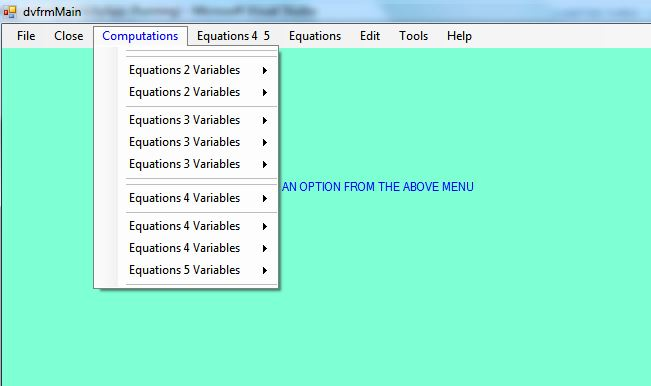 dvfrmMain
File Close Computations Equations 4 5 Equations Edit Tools Help
Equations 2 Variables
Equations 2 Variables
Equations 3 Variables
Equations 3 Variables
Equations 3 Variables
AN OPTION FROM THE ABOVE MENU
Equations 4 Variables
Equations 4 Variables
Equations 4 Variables
Equations 5 Variables